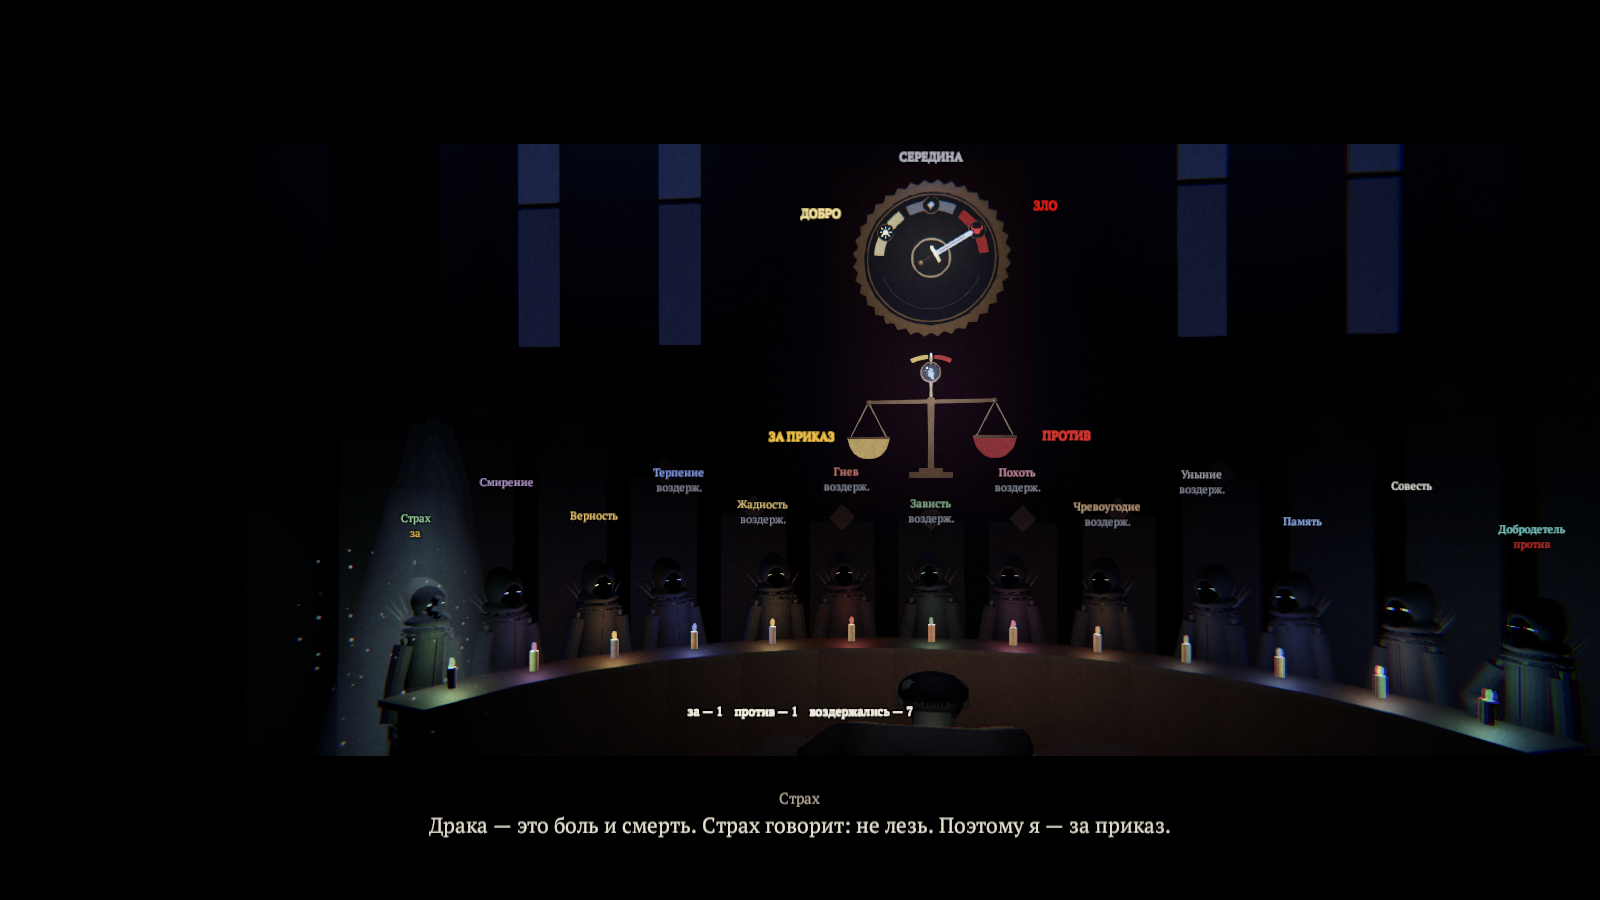 СЕРЕДИНА
ДОБРО
ЗЛО
ЗА ПРИКАЗ
ПРОТИВ
Страх
за
Смирение
Верность
Терпение
воздерж.
Жадность
воздерж.
Гнев
воздерж.
Зависть
воздерж.
Похоть
воздерж.
Чревоугодие
воздерж.
Уныние
воздерж.
Память
Совесть
Добродетель
против
за — 1 против — 1 воздержались — 7
Страх
Драка — это боль и смерть. Страх говорит: не лезь. Поэтому я — за приказ.